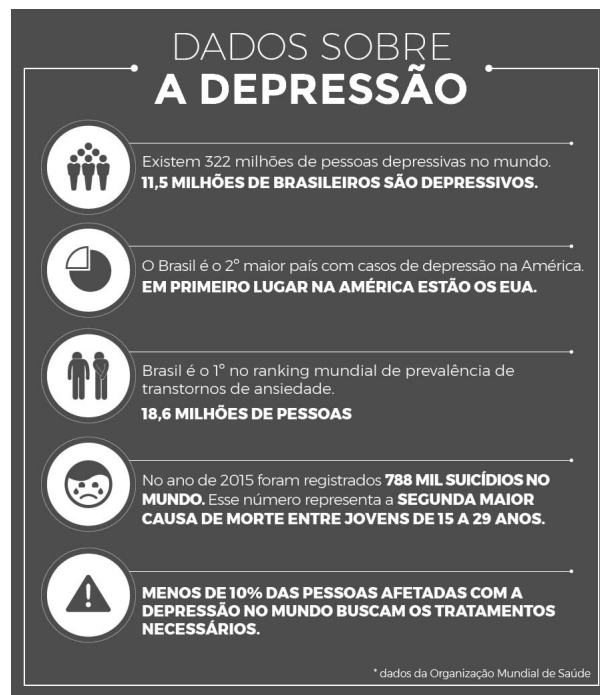 DADOS SOBRE
A DEPRESSÃO
Existem 322 milhões de pessoas depressivas no mundo.
11,5 MILHÕES DE BRASILEIROS SÃO DEPRESSIVOS.
O Brasil é o 2º maior país com casos de depressão na América.
EM PRIMEIRO LUGAR NA AMÉRICA ESTÃO OS EUA.
Brasil é o 1º no ranking mundial de prevalência de
transtornos de ansiedade.
18,6 MILHÕES DE PESSOAS
No ano de 2015 foram registrados 788 MIL SUICÍDIOS NO
MUNDO. Esse número representa a SEGUNDA MAIOR
CAUSA DE MORTE ENTRE JOVENS DE 15 A 29 ANOS.
MENOS DE 10% DAS PESSOAS AFETADAS COM A
DEPRESSÃO NO MUNDO BUSCAM OS TRATAMENTOS
NECESSÁRIOS.
* dados da Organização Mundial de Saúde